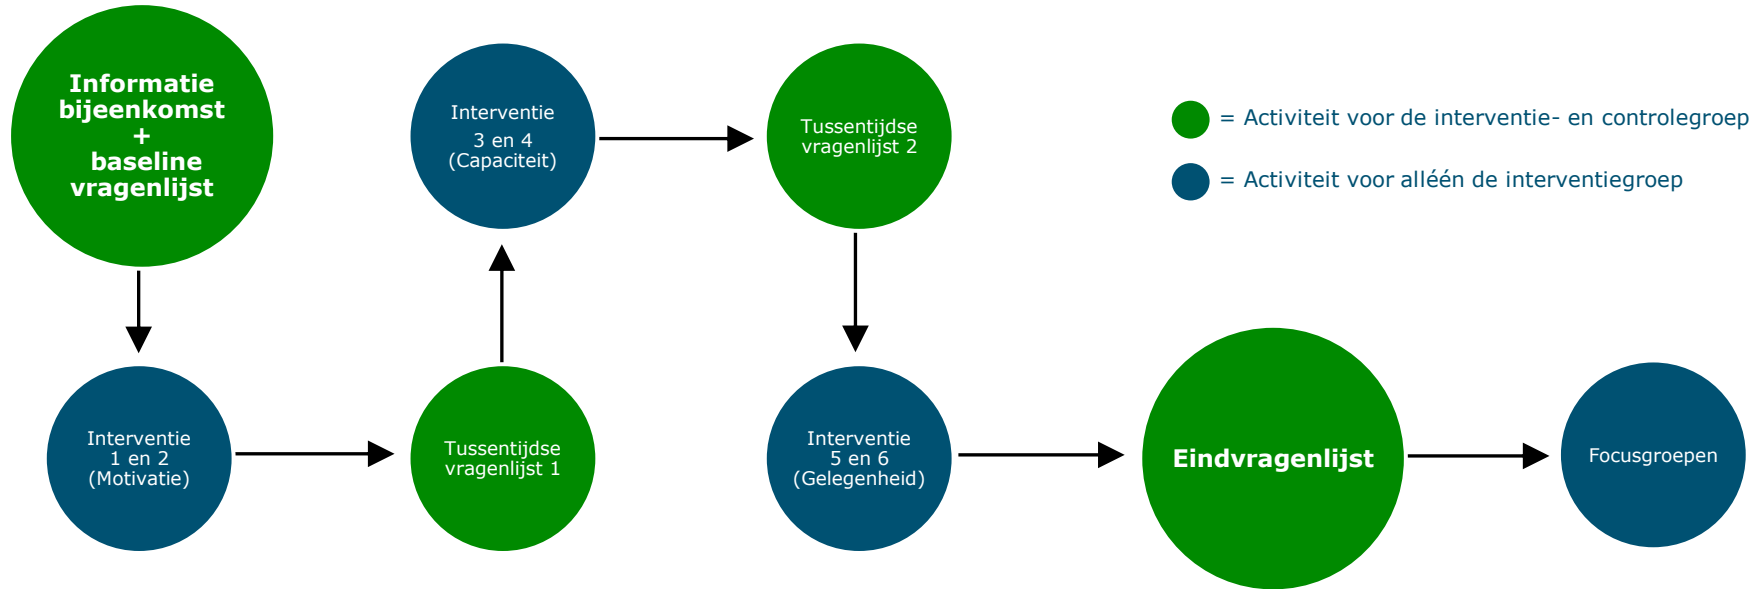 Informatie
bijeenkomst
+
baseline
vragenlijst
Interventie
1 en 2
(Motivatie)
Tussentijdse
vragenlijst 1
Interventie
3 en 4
(Capaciteit)
Tussentijdse
vragenlijst 2
Interventie
5 en 6
(Gelegenheid)
Eindvragenlijst
Focusgroepen
= Activiteit voor de interventie- en controlegroep
= Activiteit voor alléén de interventiegroep